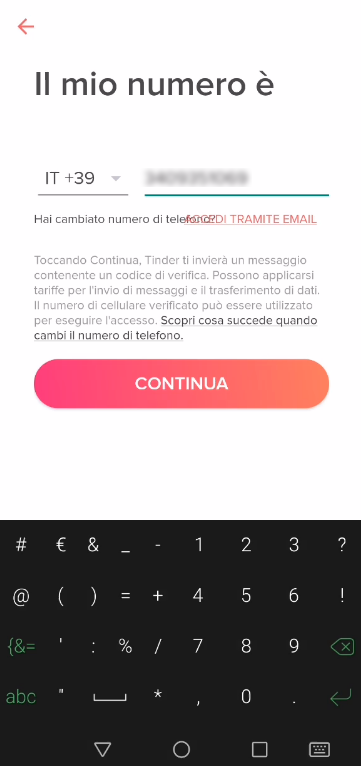 Il mio numero è
IT +39
Hai cambiato numero di telefono? ACCEDI TRAMITE EMAIL
Toccando Continua, Tinder ti invierà un messaggio
contenente un codice di verifica. Possono applicarsi
tariffe per l'invio di messaggi e il trasferimento di dati.
Il numero di cellulare verificato può essere utilizzato
per eseguire l'accesso. Scopri cosa succede quando
cambi il numero di telefono.
CONTINUA
# € & _ - 1 2 3 ?
@ ( ) = + 4 5 6 !
{&= ' : % / 7 8 9
abc " * , 0 .